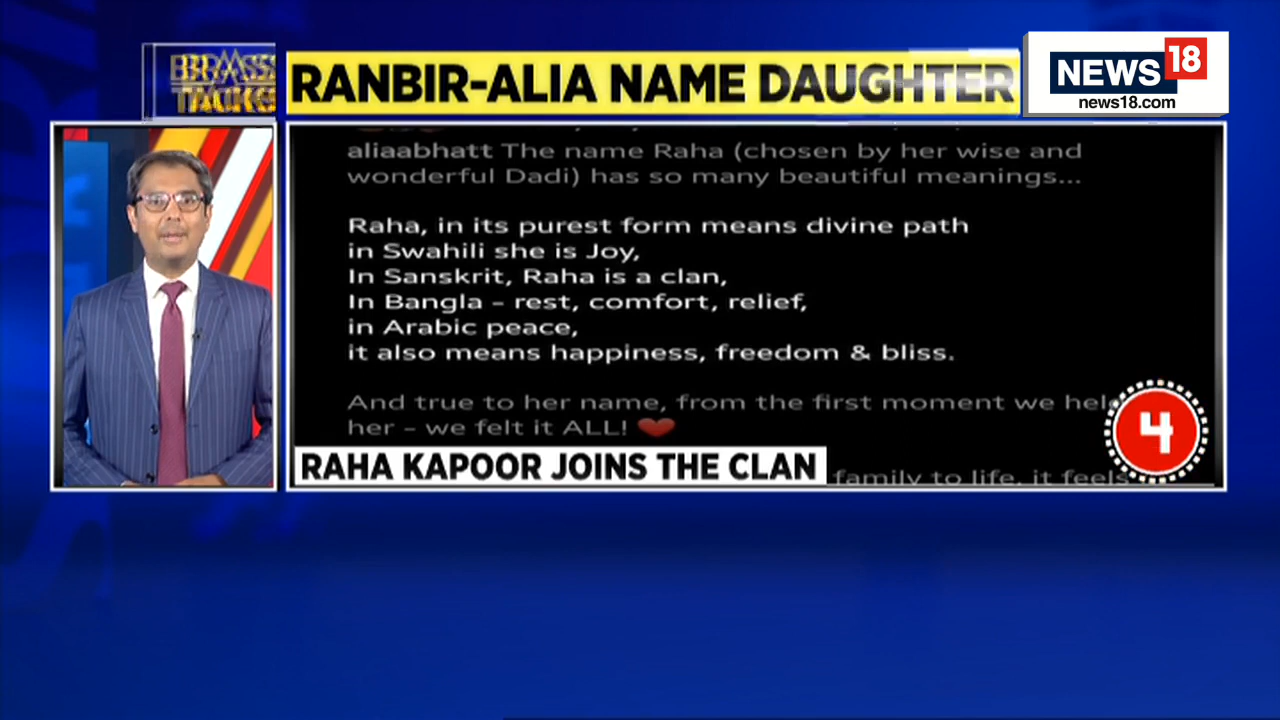 BRASS
TACKS
RANBIR-ALIA NAME DAUGHTER
NEWS 18
news18.com
aliaabhatt The name Raha (chosen by her wise and
wonderful Dadi) has so many beautiful meanings...
Raha, in its purest form means divine path
in Swahili she is Joy,
In Sanskrit, Raha is a clan,
In Bangla – rest, comfort, relief,
in Arabic peace,
it also means happiness, freedom & bliss.
And true to her name, from the first moment we held
her – we felt it ALL! ❤️
4
RAHA KAPOOR JOINS THE CLAN
family to life, it feels